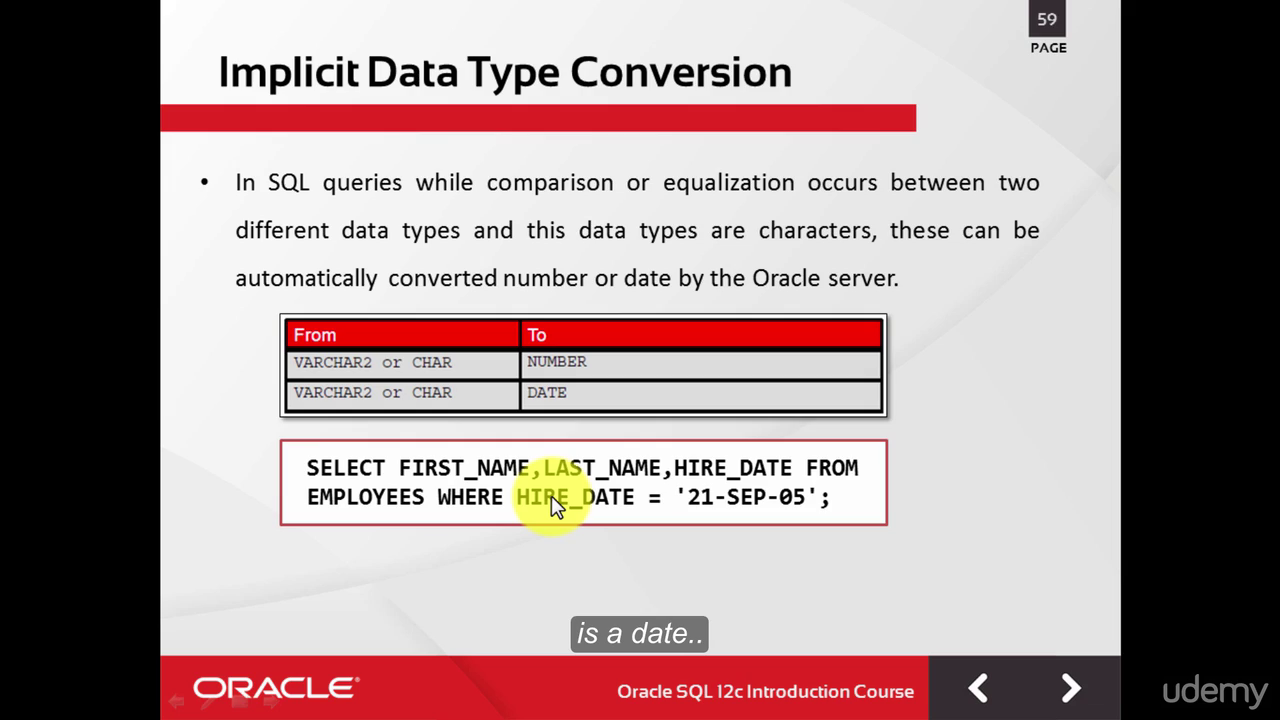 59
PAGE
Implicit Data Type Conversion
• In SQL queries while comparison or equalization occurs between two
different data types and this data types are characters, these can be
automatically converted number or date by the Oracle server.
From To
VARCHAR2 or CHAR NUMBER
VARCHAR2 or CHAR DATE
SELECT FIRST_NAME,LAST_NAME,HIRE_DATE FROM
EMPLOYEES WHERE HIRE_DATE = '21-SEP-05';
is a date..
ORACLE® Oracle SQL 12c Introduction Course
udemy